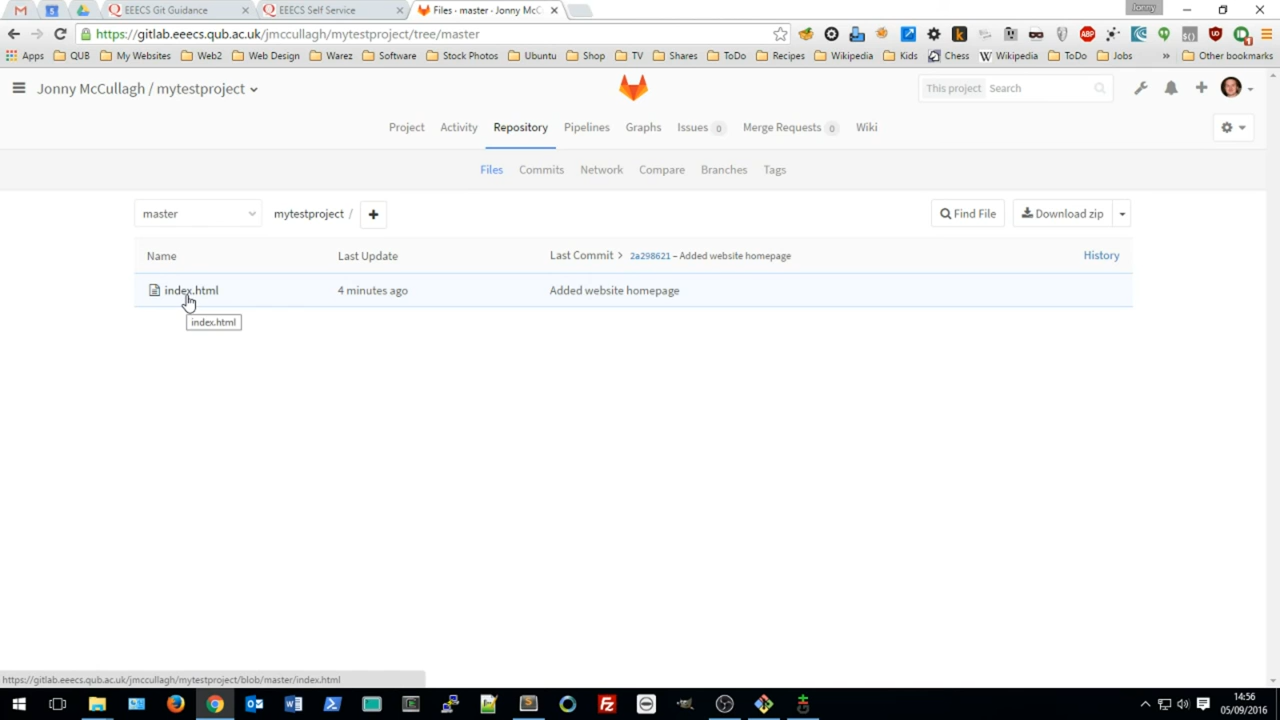 EEECS Git Guidance
EEECS Self Service
Files · master · Jonny McC
Jonny
https://gitlab.eeecs.qub.ac.uk/jmccullagh/mytestproject/tree/master
Apps QUB My Websites Web2 Web Design Warez Software Stock Photos Ubuntu Shop TV Shares ToDo Recipes Wikipedia Kids Chess Wikipedia ToDo Jobs » Other bookmarks
Jonny McCullagh / mytestproject
This project Search
Project Activity Repository Pipelines Graphs Issues 0 Merge Requests 0 Wiki
Files Commits Network Compare Branches Tags
master mytestproject / + Find File Download zip
Name Last Update Last Commit > 2a298621 – Added website homepage History
index.html 4 minutes ago Added website homepage
index.html
https://gitlab.eeecs.qub.ac.uk/jmccullagh/mytestproject/blob/master/index.html
14:56
05/09/2016